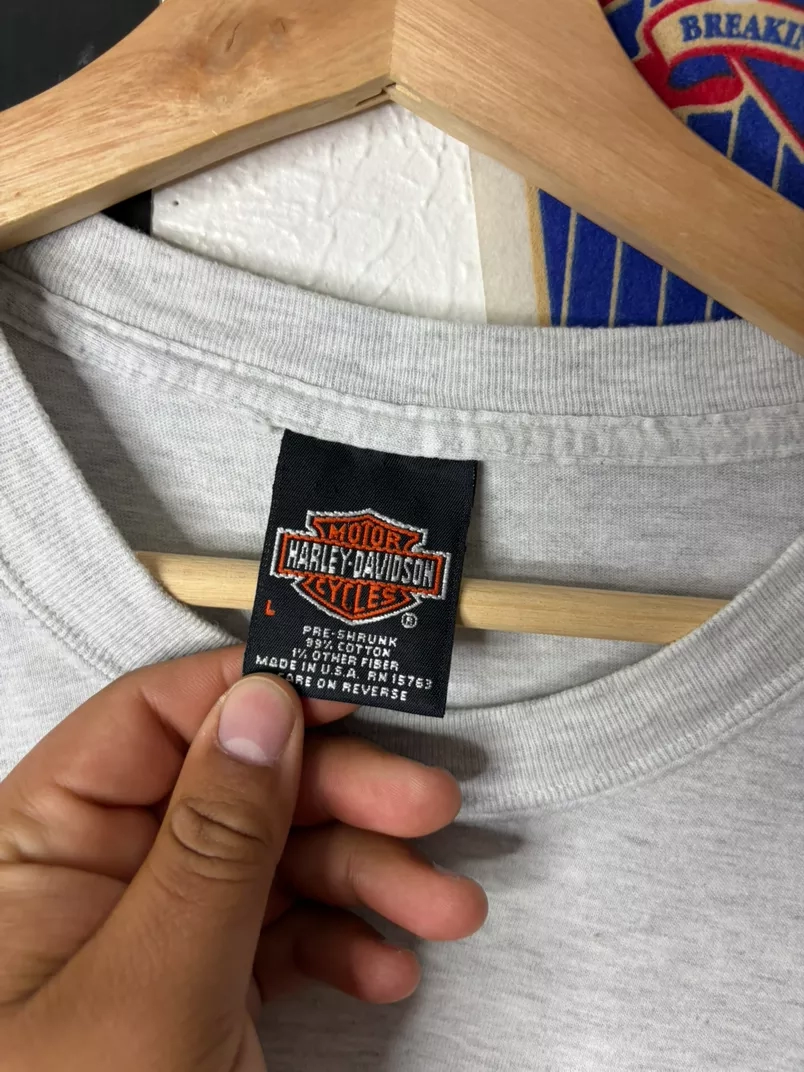 BREAKIN
MOTOR
HARLEY-DAVIDSON
CYCLES
®
L
PRE-SHRUNK
99% COTTON
1% OTHER FIBER
MADE IN U.S.A. RN 15763
CARE ON REVERSE